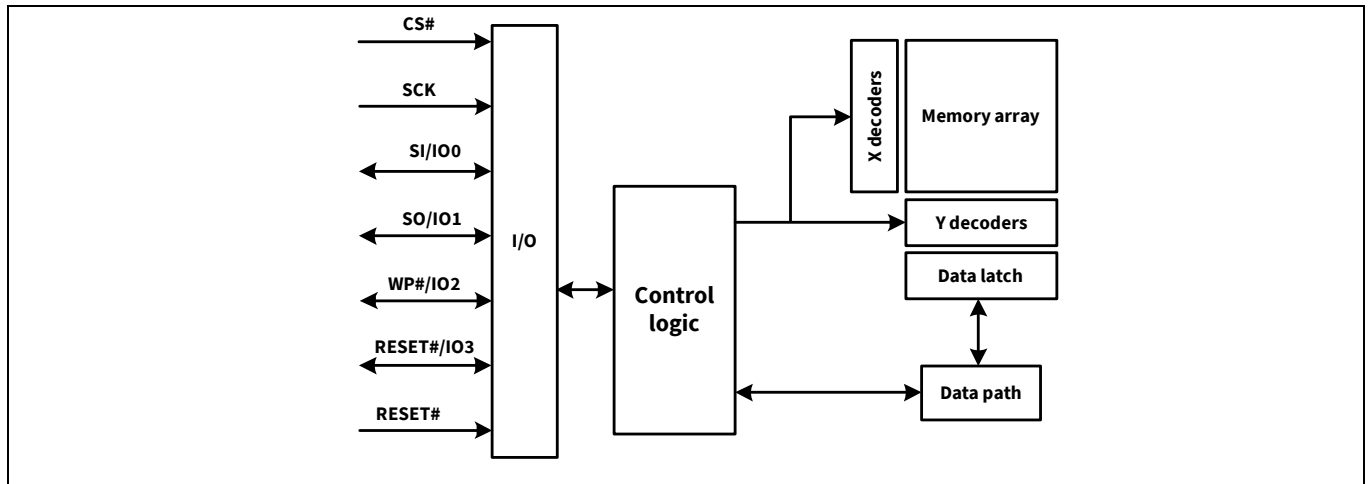 CS#
SCK
SI/IO0
SO/IO1
WP#/IO2
RESET#/IO3
RESET#
I/O
Control
logic
X decoders
Memory array
Y decoders
Data latch
Data path